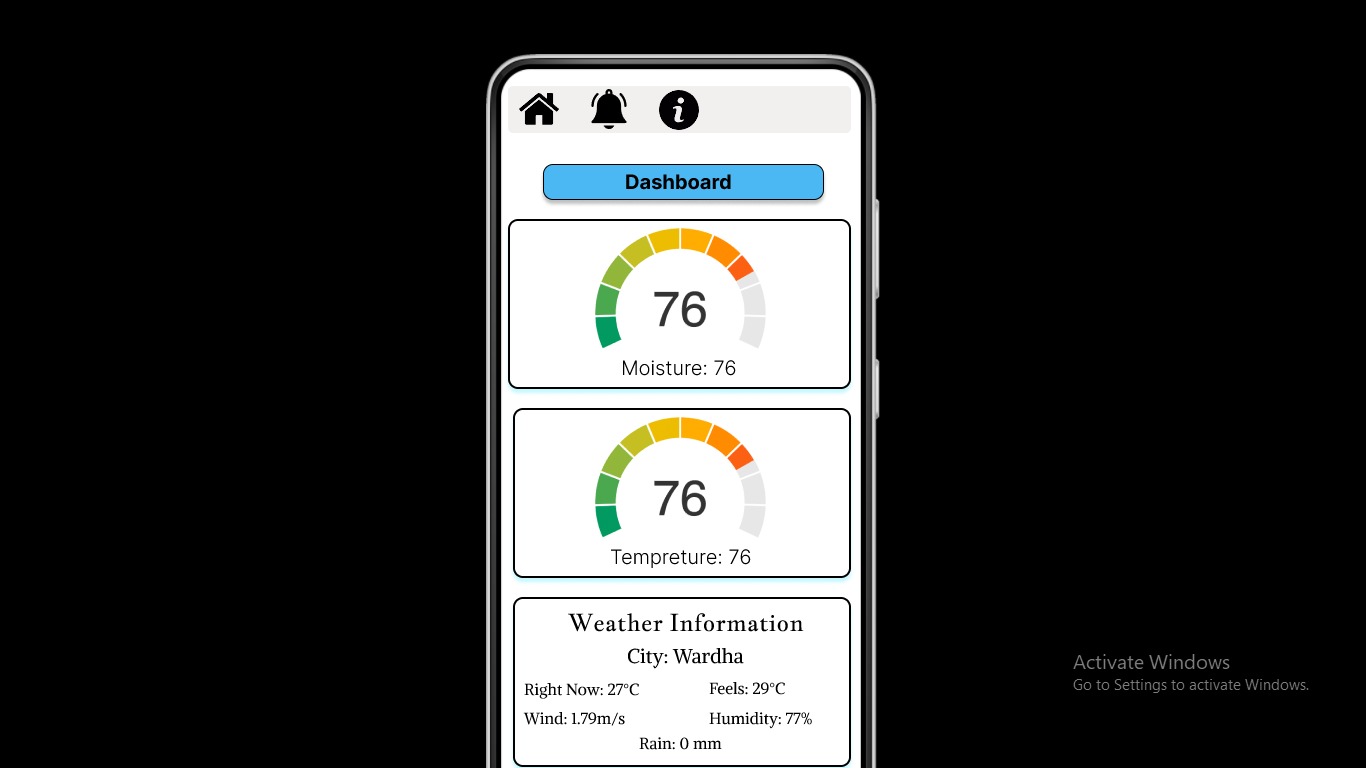 Dashboard
76
Moisture: 76
76
Tempreture: 76
Weather Information
City: Wardha
Right Now: 27°C
Feels: 29°C
Wind: 1.79m/s
Humidity: 77%
Rain: 0 mm
Activate Windows
Go to Settings to activate Windows.